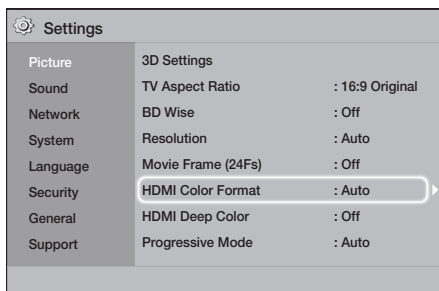 Settings
Picture
Sound
Network
System
Language
Security
General
Support
3D Settings
TV Aspect Ratio : 16:9 Original
BD Wise : Off
Resolution : Auto
Movie Frame (24Fs) : Off
HDMI Color Format : Auto
HDMI Deep Color : Off
Progressive Mode : Auto